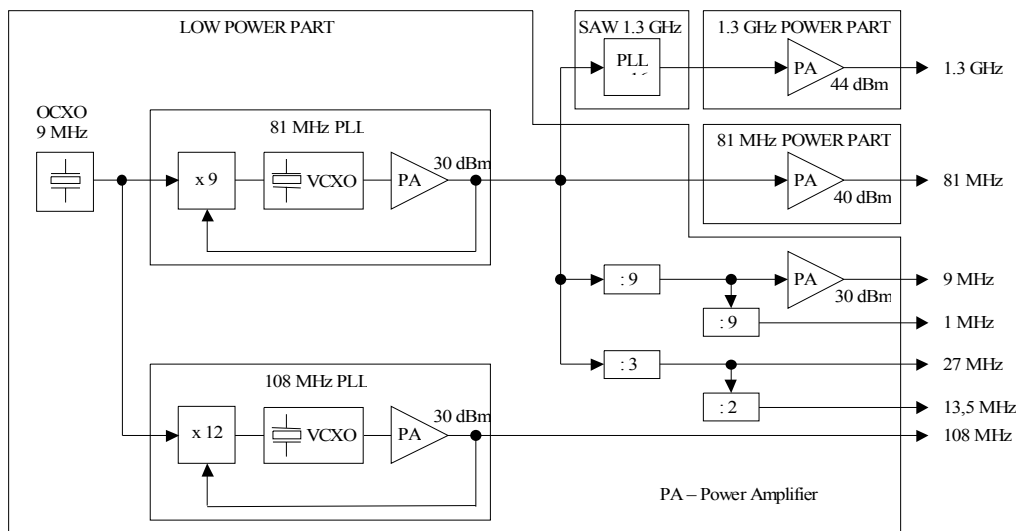 LOW POWER PART
SAW 1.3 GHz
PLL
1.3 GHz POWER PART
PA
44 dBm
1.3 GHz
OCXO
9 MHz
81 MHz PLL
x 9
VCXO
PA
30 dBm
81 MHz POWER PART
PA
40 dBm
81 MHz
: 9
PA
30 dBm
9 MHz
: 9
1 MHz
: 3
27 MHz
: 2
13,5 MHz
108 MHz PLL
x 12
VCXO
PA
30 dBm
108 MHz
PA – Power Amplifier